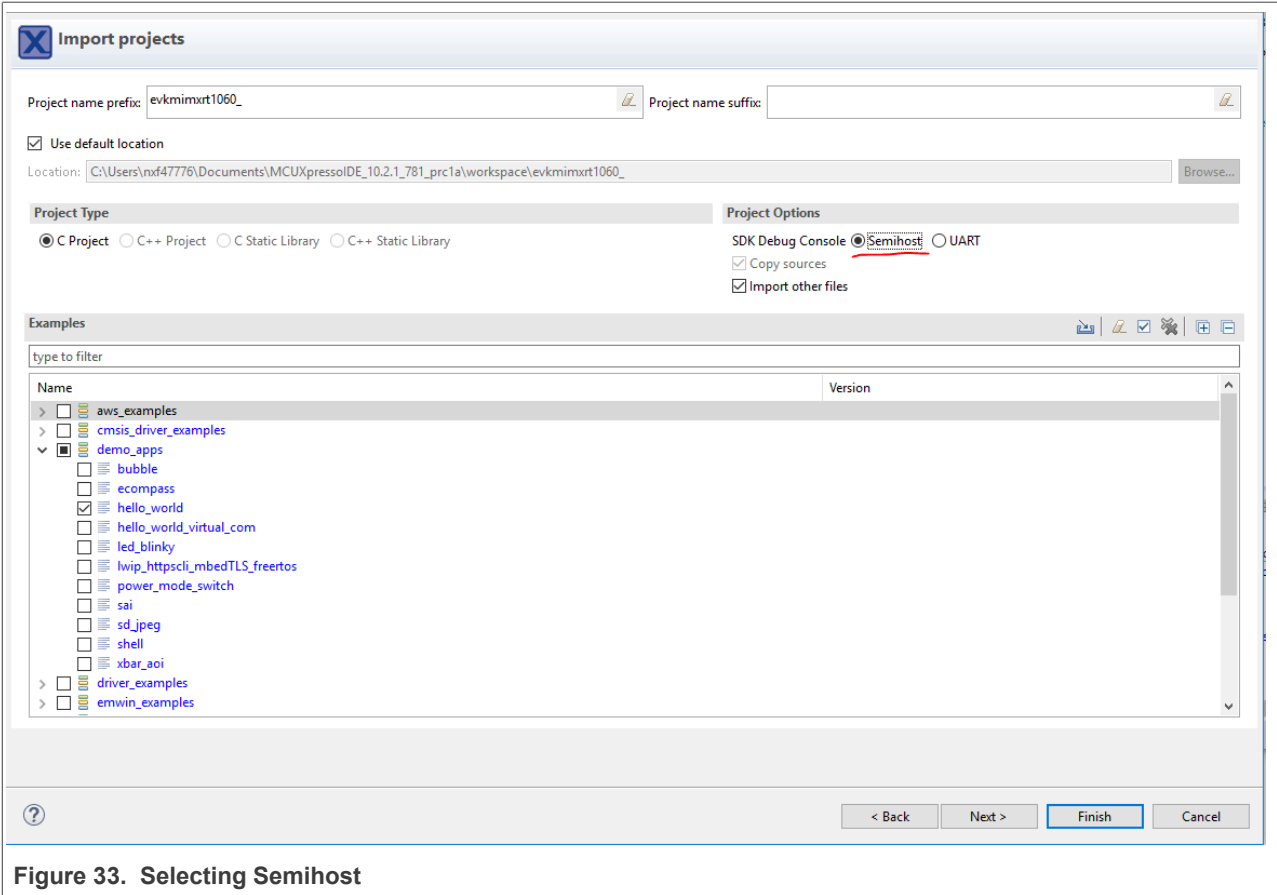 Import projects
Project name prefix: evkmimxrt1060_ Project name suffix:
Use default location
Location: C:\Users\nxf47776\Documents\MCUXpressoIDE_10.2.1_781_prc1a\workspace\evkmimxrt1060_ Browse...
Project Type Project Options
C Project C++ Project C Static Library C++ Static Library SDK Debug Console Semihost UART
Copy sources
Import other files
Examples
type to filter
Name Version
aws_examples
cmsis_driver_examples
demo_apps
bubble
ecompass
hello_world
hello_world_virtual_com
led_blinky
lwip_httpscli_mbedTLS_freertos
power_mode_switch
sai
sd_jpeg
shell
xbar_aoi
driver_examples
emwin_examples
< Back Next > Finish Cancel
Figure 33. Selecting Semihost